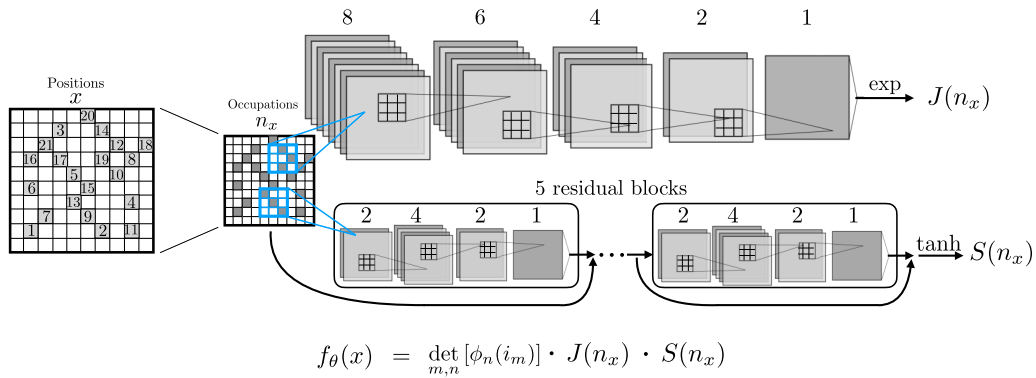 8 6 4 2 1
Positions
x
20
3 14
21 12 18
16 17 19 8
5 10
6 15
13 4
7 9
1 2 11
Occupations
n_x
exp J(n_x)
5 residual blocks
2 4 2 1 2 4 2 1
tanh S(n_x)
f_θ(x) = det_{m,n} [ϕ_n(i_m)] · J(n_x) · S(n_x)